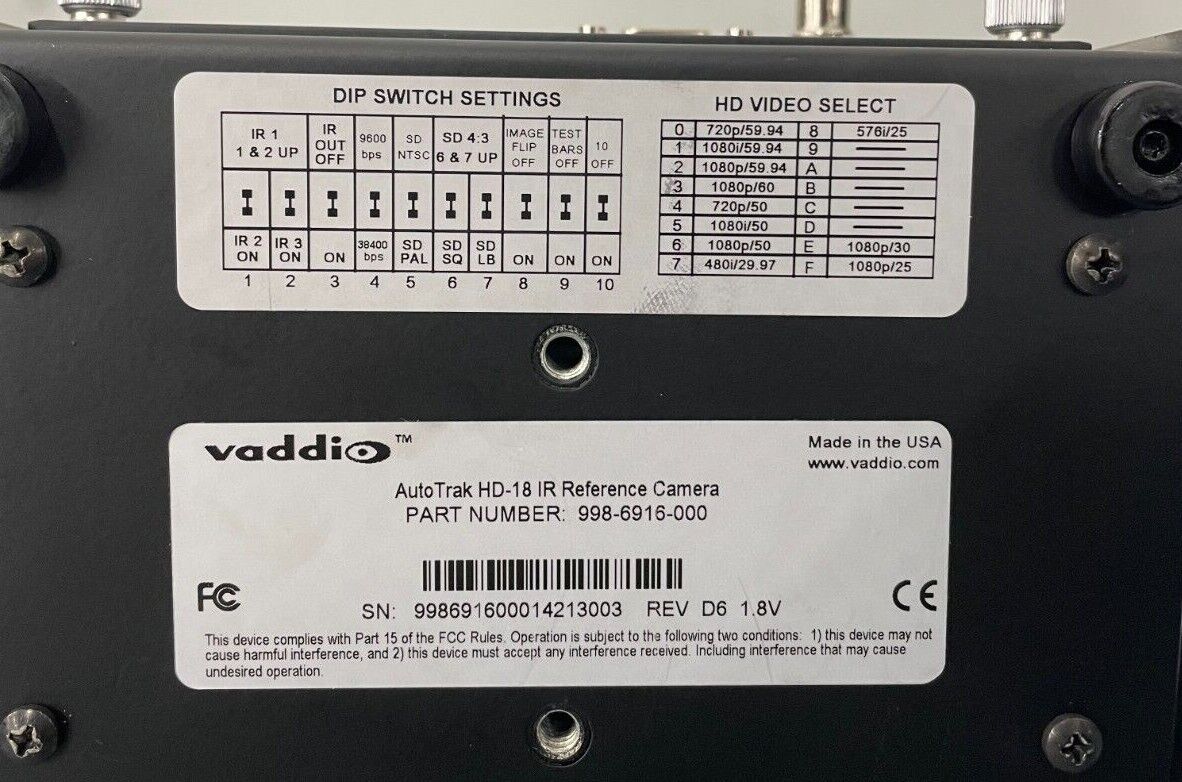 DIP SWITCH SETTINGS
IR 1 1 & 2 UP IR OUT OFF 9600 bps SD NTSC SD 4:3 6 & 7 UP IMAGE FLIP OFF TEST BARS OFF 10 OFF
IR 2 ON IR 3 ON ON 38400 bps SD PAL SD SQ SD LB ON ON ON
1 2 3 4 5 6 7 8 9 10
HD VIDEO SELECT
0 720p/59.94 8 576i/25
1 1080i/59.94 9
2 1080p/59.94 A
3 1080p/60 B
4 720p/50 C
5 1080i/50 D
6 1080p/50 E 1080p/30
7 480i/29.97 F 1080p/25
vaddio™
Made in the USA
www.vaddio.com
AutoTrak HD-18 IR Reference Camera
PART NUMBER: 998-6916-000
FC
CE
SN: 998691600014213003 REV D6 1.8V
This device complies with Part 15 of the FCC Rules. Operation is subject to the following two conditions: 1) this device may not
cause harmful interference, and 2) this device must accept any interference received. Including interference that may cause
undesired operation.